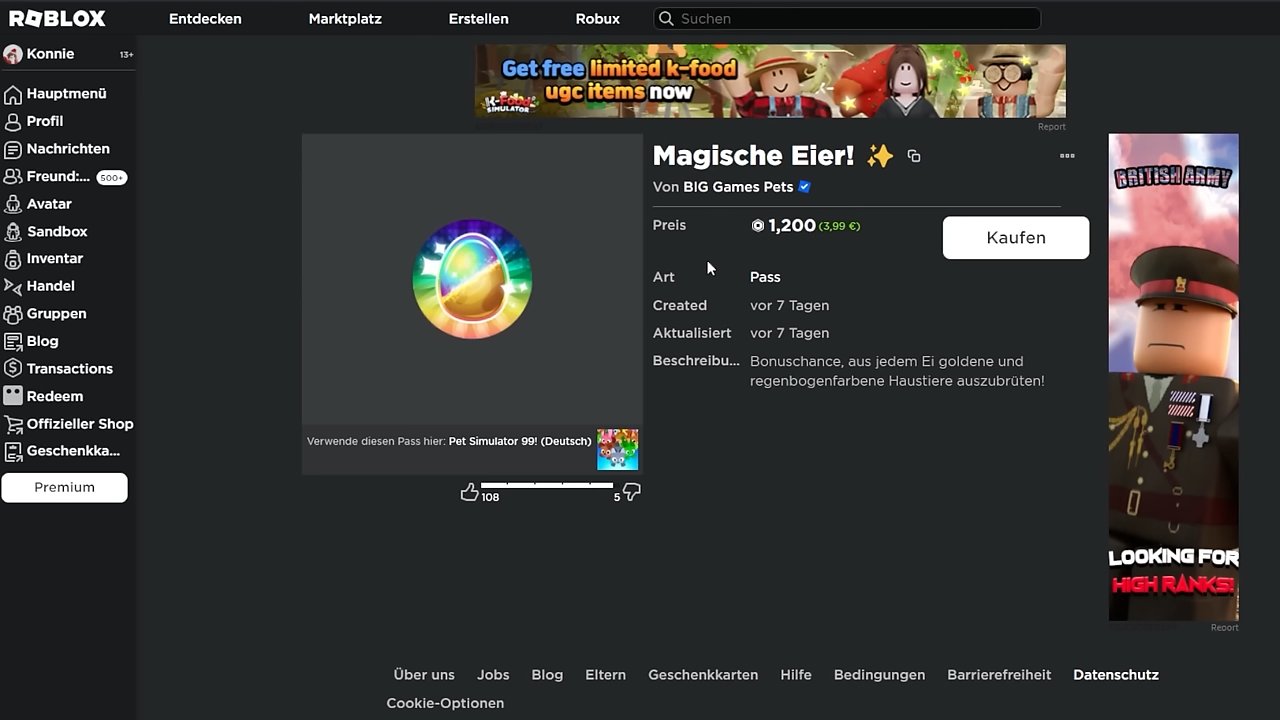 ROBLOX
Entdecken
Marktplatz
Erstellen
Robux
Suchen
Konnie
13+
Hauptmenü
Profil
Nachrichten
Freund:...
500+
Avatar
Sandbox
Inventar
Handel
Gruppen
Blog
Transactions
Redeem
Offizieller Shop
Geschenkka...
Premium
Get free limited k-food
ugc items now
K-Food
SIMULATOR
Report
Magische Eier! ✨
Von BIG Games Pets
Preis
1,200 (3,99 €)
Kaufen
Art
Pass
Created
vor 7 Tagen
Aktualisiert
vor 7 Tagen
Beschreibu...
Bonuschance, aus jedem Ei goldene und
regenbogenfarbene Haustiere auszubrüten!
Verwende diesen Pass hier: Pet Simulator 99! (Deutsch)
108
5
BRITISH ARMY
LOOKING FOR
HIGH RANKS!
Report
Über uns
Jobs
Blog
Eltern
Geschenkkarten
Hilfe
Bedingungen
Barrierefreiheit
Datenschutz
Cookie-Optionen